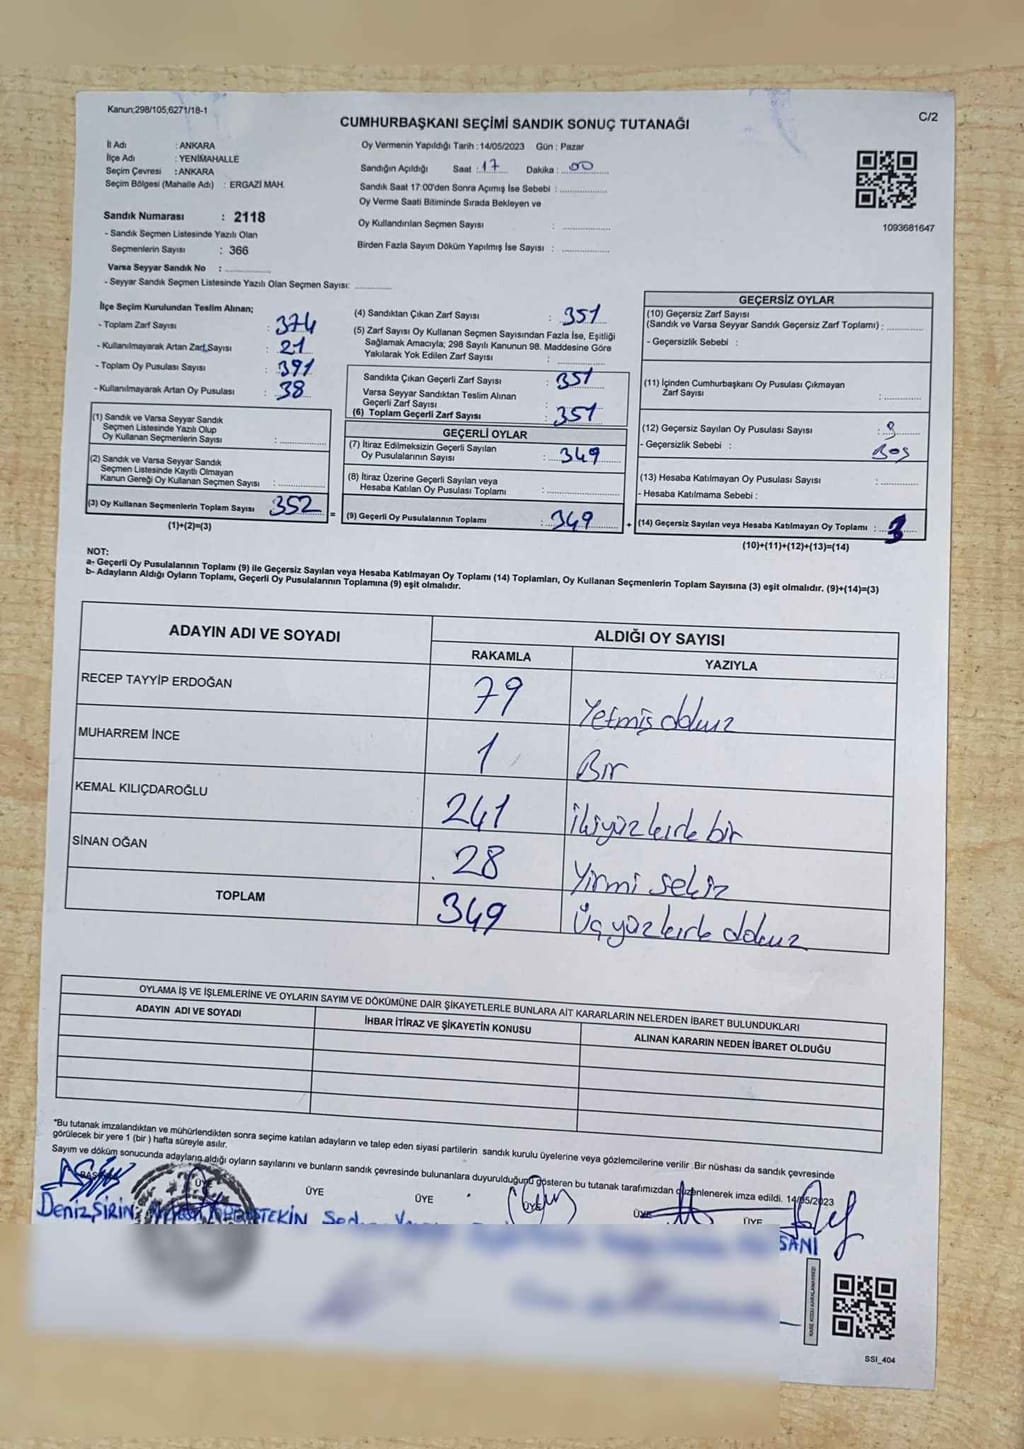 Kanun;298/105,6271/18-1
C/2
CUMHURBAŞKANI SEÇİMİ SANDIK SONUÇ TUTANAĞI
İl Adı : ANKARA
İlçe Adı : YENİMAHALLE
Seçim Çevresi : ANKARA
Seçim Bölgesi (Mahalle Adı) : ERGAZİ MAH.
Sandık Numarası : 2118
- Sandık Seçmen Listesinde Yazılı Olan
Seçmenlerin Sayısı : 366
Varsa Seyyar Sandık No :
- Seyyar Sandık Seçmen Listesinde Yazılı Olan Seçmen Sayısı:
Oy Vermenin Yapıldığı Tarih :14/05/2023 Gün : Pazar
Sandığın Açıldığı Saat : 17 Dakika : 00
Sandık Saat 17:00'den Sonra Açımış İse Sebebi :
Oy Verme Saati Bitiminde Sırada Bekleyen ve
Oy Kullandırılan Seçmen Sayısı :
Birden Fazla Sayım Döküm Yapılmış İse Sayısı :
1093681647
İlçe Seçim Kurulundan Teslim Alınan;
- Toplam Zarf Sayısı : 374
- Kullanılmayarak Artan Zarf Sayısı : 21
- Toplam Oy Pusulası Sayısı : 391
- Kullanılmayarak Artan Oy Pusulası : 38
(1) Sandık ve Varsa Seyyar Sandık
Seçmen Listesinde Yazılı Olup
Oy Kullanan Seçmenlerin Sayısı :
(2) Sandık ve Varsa Seyyar Sandık
Seçmen Listesinde Kayıtlı Olmayan
Kanun Gereği Oy Kullanan Seçmen Sayısı :
(3) Oy Kullanan Seçmenlerin Toplam Sayısı 352
(1)+(2)=(3)
(4) Sandıktan Çıkan Zarf Sayısı : 351
(5) Zarf Sayısı Oy Kullanan Seçmen Sayısından Fazla İse, Eşitliği
Sağlamak Amacıyla; 298 Sayılı Kanunun 98. Maddesine Göre
Yakılarak Yok Edilen Zarf Sayısı :
Sandıkta Çıkan Geçerli Zarf Sayısı : 351
Varsa Seyyar Sandıktan Teslim Alınan
Geçerli Zarf Sayısı :
(6) Toplam Geçerli Zarf Sayısı : 351
GEÇERLİ OYLAR
(7) İtiraz Edilmeksizin Geçerli Sayılan
Oy Pusulalarının Sayısı : 349
(8) İtiraz Üzerine Geçerli Sayılan veya
Hesaba Katılan Oy Pusulası Toplamı :
= (9) Geçerli Oy Pusulalarının Toplamı : 349
GEÇERSİZ OYLAR
(10) Geçersiz Zarf Sayısı
(Sandık ve Varsa Seyyar Sandık Geçersiz Zarf Toplamı) :
- Geçersizlik Sebebi :
(11) İçinden Cumhurbaşkanı Oy Pusulası Çıkmayan
Zarf Sayısı :
(12) Geçersiz Sayılan Oy Pusulası Sayısı :
- Geçersizlik Sebebi : Boş
(13) Hesaba Katılmayan Oy Pusulası Sayısı :
- Hesaba Katılmama Sebebi :
+ (14) Geçersiz Sayılan veya Hesaba Katılmayan Oy Toplamı : 3
(10)+(11)+(12)+(13)=(14)
NOT:
a- Geçerli Oy Pusulalarının Toplamı (9) ile Geçersiz Sayılan veya Hesaba Katılmayan Oy Toplamı (14) Toplamları, Oy Kullanan Seçmenlerin Toplam Sayısına (3) eşit olmalıdır. (9)+(14)=(3)
b- Adayların Aldığı Oyların Toplamı, Geçerli Oy Pusulalarının Toplamına (9) eşit olmalıdır.
ADAYIN ADI VE SOYADI ALDIĞI OY SAYISI
RAKAMLA YAZIYLA
RECEP TAYYİP ERDOĞAN 79 Yetmiş dokuz
MUHARREM İNCE 1 Bir
KEMAL KILIÇDAROĞLU 241 ikiyüz kırk bir
SİNAN OĞAN 28 Yirmi sekiz
TOPLAM 349 Üç yüz kırk dokuz
OYLAMA İŞ VE İŞLEMLERİNE VE OYLARIN SAYIM VE DÖKÜMÜNE DAİR ŞİKAYETLERLE BUNLARA AİT KARARLARIN NELERDEN İBARET BULUNDUKLARI
ADAYIN ADI VE SOYADI İHBAR İTİRAZ VE ŞİKAYETİN KONUSU ALINAN KARARIN NEDEN İBARET OLDUĞU
*Bu tutanak imzalandıktan ve mühürlendikten sonra seçime katılan adayların ve talep eden siyasi partilerin sandık kurulu üyelerine veya gözlemcilerine verilir .Bir nüshası da sandık çevresinde
görülecek bir yere 1 (bir ) hafta süreyle asılır.
Sayım ve döküm sonucunda adayların aldığı oyların sayılarını ve bunların sandık çevresinde bulunanlara duyurulduğunu gösteren bu tutanak tarafımızdan düzenlenerek imza edildi. 14/05/2023
ÜYE ÜYE ÜYE ÜYE ÜYE ÜYE
Deniz ŞİRİN
SSI_404